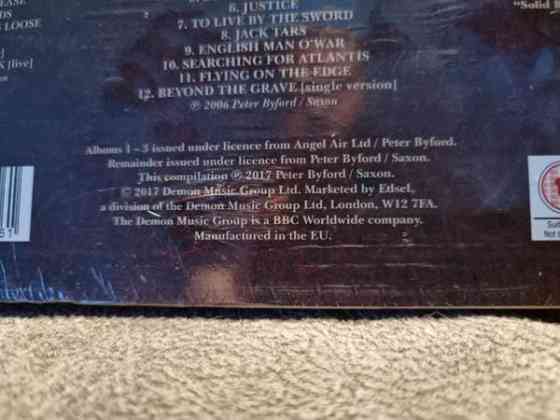 EASE
6. JUSTICE
7. TO LIVE BY THE SWORD
LOOSE
8. JACK TARS
9. ENGLISH MAN O'WAR
[live]
10. SEARCHING FOR ATLANTIS
11. FLYING ON THE EDGE
12. BEYOND THE GRAVE [single version]
℗ 2006 Peter Byford / Saxon
"Solid B
Albums 1–3 issued under licence from Angel Air Ltd / Peter Byford.
Remainder issued under licence from Peter Byford / Saxon.
This compilation ℗ 2017 Peter Byford / Saxon.
© 2017 Demon Music Group Ltd. Marketed by Edsel,
a division of the Demon Music Group Ltd, London, W12 7FA.
The Demon Music Group is a BBC Worldwide company.
Manufactured in the EU.
Not